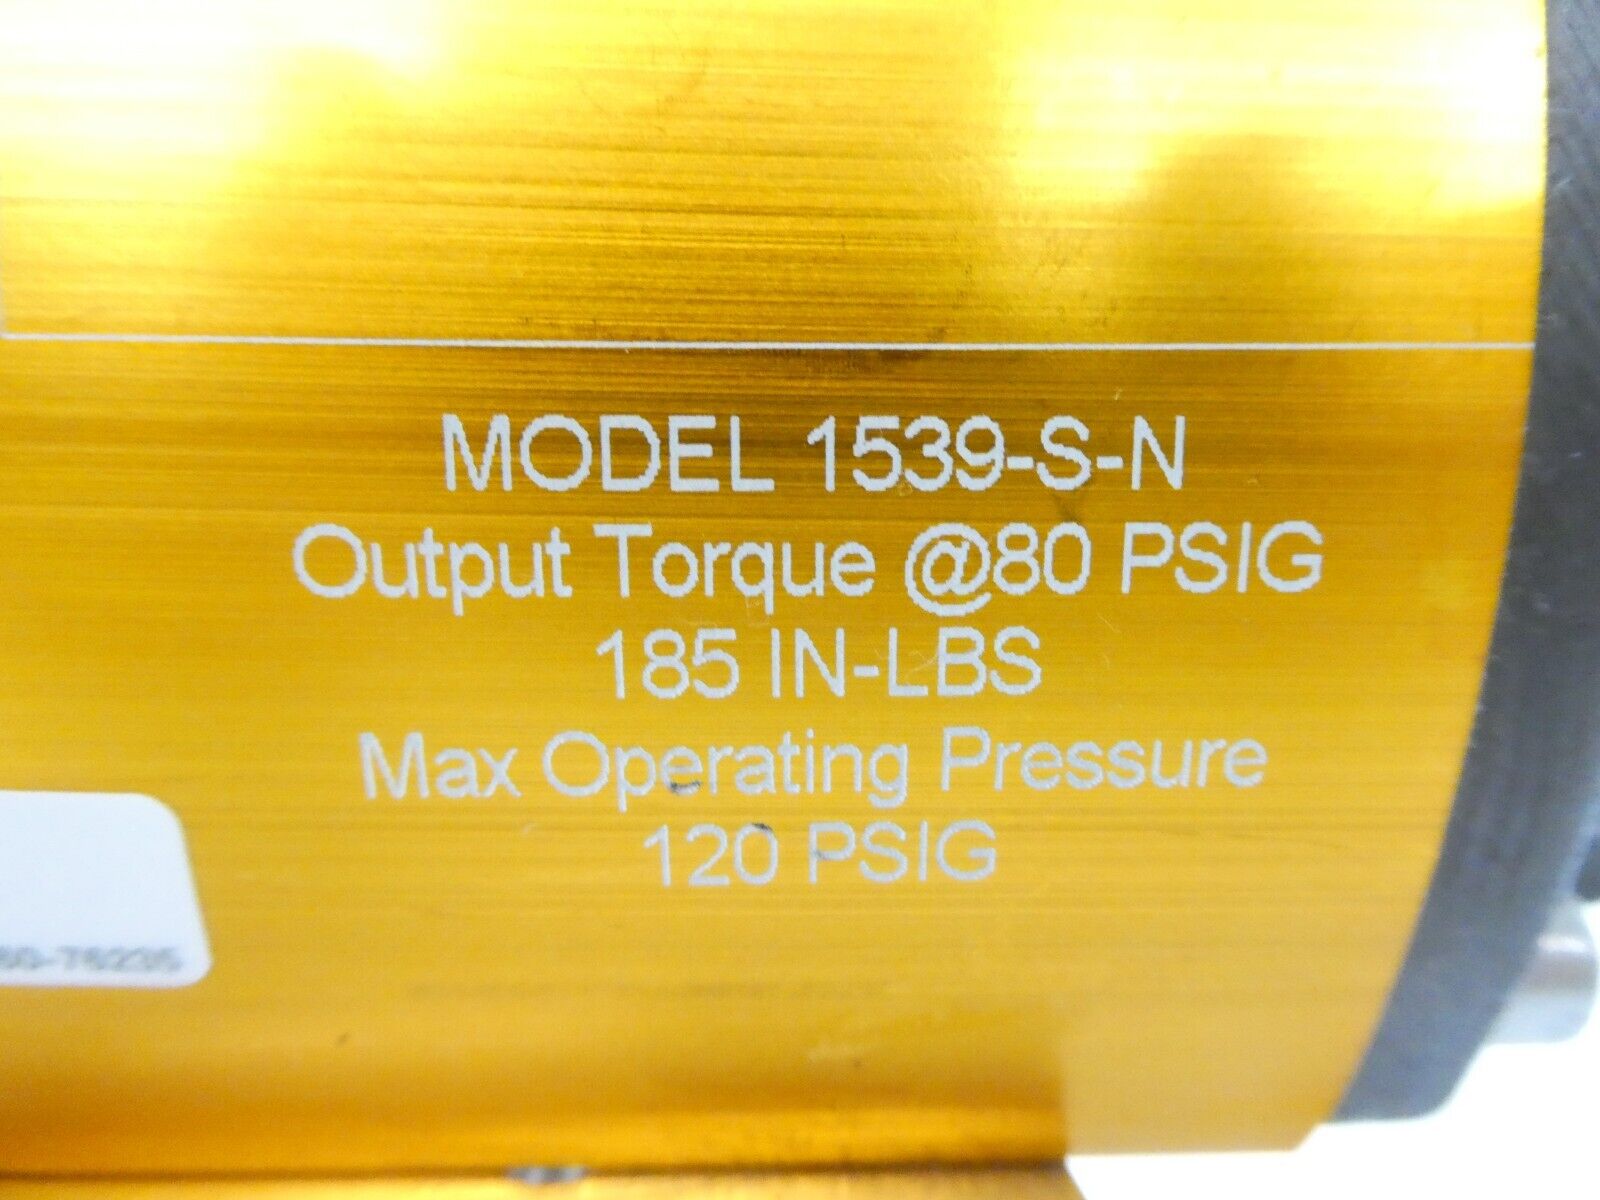 MODEL 1539-S-N
Output Torque @80 PSIG
185 IN-LBS
Max Operating Pressure
120 PSIG